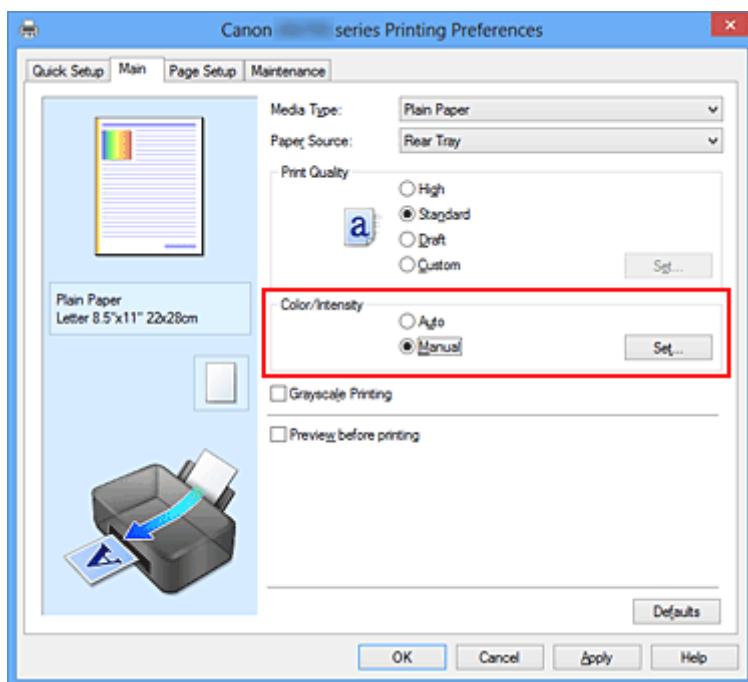 Canon series Printing Preferences
Quick Setup Main Page Setup Maintenance
Media Type: Plain Paper
Paper Source: Rear Tray
Print Quality
High
a Standard
Draft
Custom Set...
Plain Paper
Letter 8.5"x11" 22x28cm
Color/Intensity
Auto
Manual Set...
Grayscale Printing
Preview before printing
A
Defaults
OK Cancel Apply Help